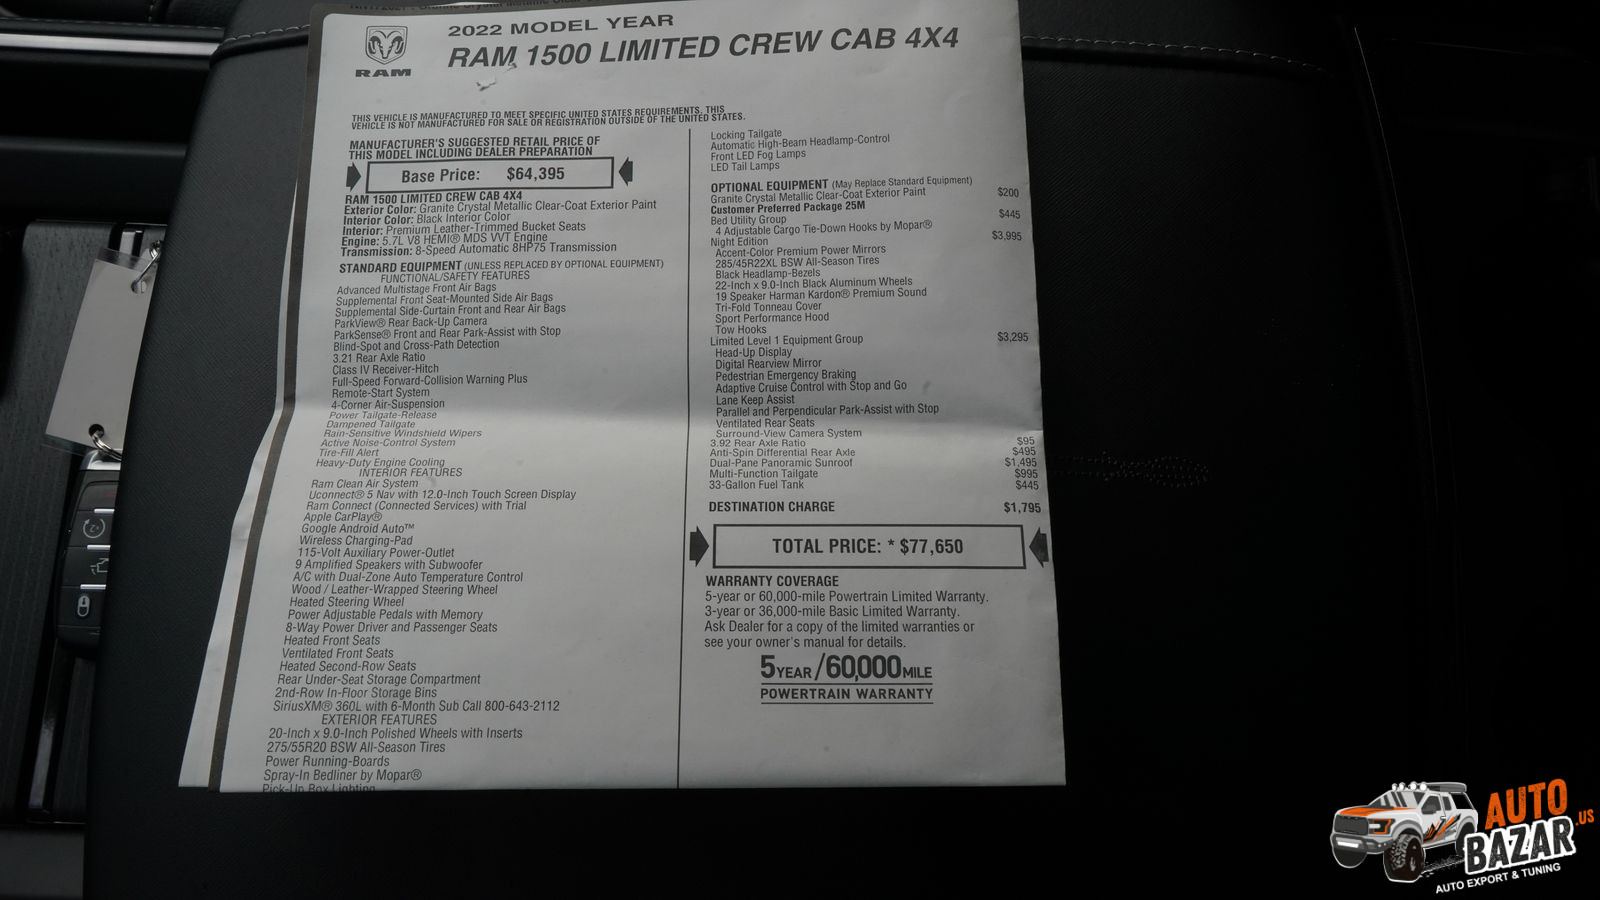 2022 MODEL YEAR
RAM 1500 LIMITED CREW CAB 4X4
RAM
THIS VEHICLE IS MANUFACTURED TO MEET SPECIFIC UNITED STATES REQUIREMENTS. THIS
VEHICLE IS NOT MANUFACTURED FOR SALE OR REGISTRATION OUTSIDE OF THE UNITED STATES.
MANUFACTURER'S SUGGESTED RETAIL PRICE OF
THIS MODEL INCLUDING DEALER PREPARATION
Base Price: $64,395
RAM 1500 LIMITED CREW CAB 4X4
Exterior Color: Granite Crystal Metallic Clear-Coat Exterior Paint
Interior Color: Black Interior Color
Interior: Premium Leather-Trimmed Bucket Seats
Engine: 5.7L V8 HEMI® MDS VVT Engine
Transmission: 8-Speed Automatic 8HP75 Transmission
STANDARD EQUIPMENT (UNLESS REPLACED BY OPTIONAL EQUIPMENT)
FUNCTIONAL/SAFETY FEATURES
Advanced Multistage Front Air Bags
Supplemental Front Seat-Mounted Side Air Bags
Supplemental Side-Curtain Front and Rear Air Bags
ParkView® Rear Back-Up Camera
ParkSense® Front and Rear Park-Assist with Stop
Blind-Spot and Cross-Path Detection
3.21 Rear Axle Ratio
Class IV Receiver-Hitch
Full-Speed Forward-Collision Warning Plus
Remote-Start System
4-Corner Air-Suspension
Power Tailgate-Release
Dampened Tailgate
Rain-Sensitive Windshield Wipers
Active Noise-Control System
Tire-Fill Alert
Heavy-Duty Engine Cooling
INTERIOR FEATURES
Ram Clean Air System
Uconnect® 5 Nav with 12.0-Inch Touch Screen Display
Ram Connect (Connected Services) with Trial
Apple CarPlay®
Google Android Auto™
Wireless Charging-Pad
115-Volt Auxiliary Power-Outlet
9 Amplified Speakers with Subwoofer
A/C with Dual-Zone Auto Temperature Control
Wood / Leather-Wrapped Steering Wheel
Heated Steering Wheel
Power Adjustable Pedals with Memory
8-Way Power Driver and Passenger Seats
Heated Front Seats
Ventilated Front Seats
Heated Second-Row Seats
Rear Under-Seat Storage Compartment
2nd-Row In-Floor Storage Bins
SiriusXM® 360L with 6-Month Sub Call 800-643-2112
EXTERIOR FEATURES
20-Inch x 9.0-Inch Polished Wheels with Inserts
275/55R20 BSW All-Season Tires
Power Running-Boards
Spray-In Bedliner by Mopar®
Pick-Up Box Lighting
Locking Tailgate
Automatic High-Beam Headlamp-Control
Front LED Fog Lamps
LED Tail Lamps
OPTIONAL EQUIPMENT (May Replace Standard Equipment)
Granite Crystal Metallic Clear-Coat Exterior Paint $200
Customer Preferred Package 25M
Bed Utility Group $445
4 Adjustable Cargo Tie-Down Hooks by Mopar®
Night Edition $3,995
Accent-Color Premium Power Mirrors
285/45R22XL BSW All-Season Tires
Black Headlamp-Bezels
22-Inch x 9.0-Inch Black Aluminum Wheels
19 Speaker Harman Kardon® Premium Sound
Tri-Fold Tonneau Cover
Sport Performance Hood
Tow Hooks
Limited Level 1 Equipment Group $3,295
Head-Up Display
Digital Rearview Mirror
Pedestrian Emergency Braking
Adaptive Cruise Control with Stop and Go
Lane Keep Assist
Parallel and Perpendicular Park-Assist with Stop
Ventilated Rear Seats
Surround-View Camera System
3.92 Rear Axle Ratio $95
Anti-Spin Differential Rear Axle $495
Dual-Pane Panoramic Sunroof $1,495
Multi-Function Tailgate $995
33-Gallon Fuel Tank $445
DESTINATION CHARGE $1,795
TOTAL PRICE: * $77,650
WARRANTY COVERAGE
5-year or 60,000-mile Powertrain Limited Warranty.
3-year or 36,000-mile Basic Limited Warranty.
Ask Dealer for a copy of the limited warranties or
see your owner's manual for details.
5 YEAR / 60,000 MILE
POWERTRAIN WARRANTY
AUTO
BAZAR.US
AUTO EXPORT & TUNING